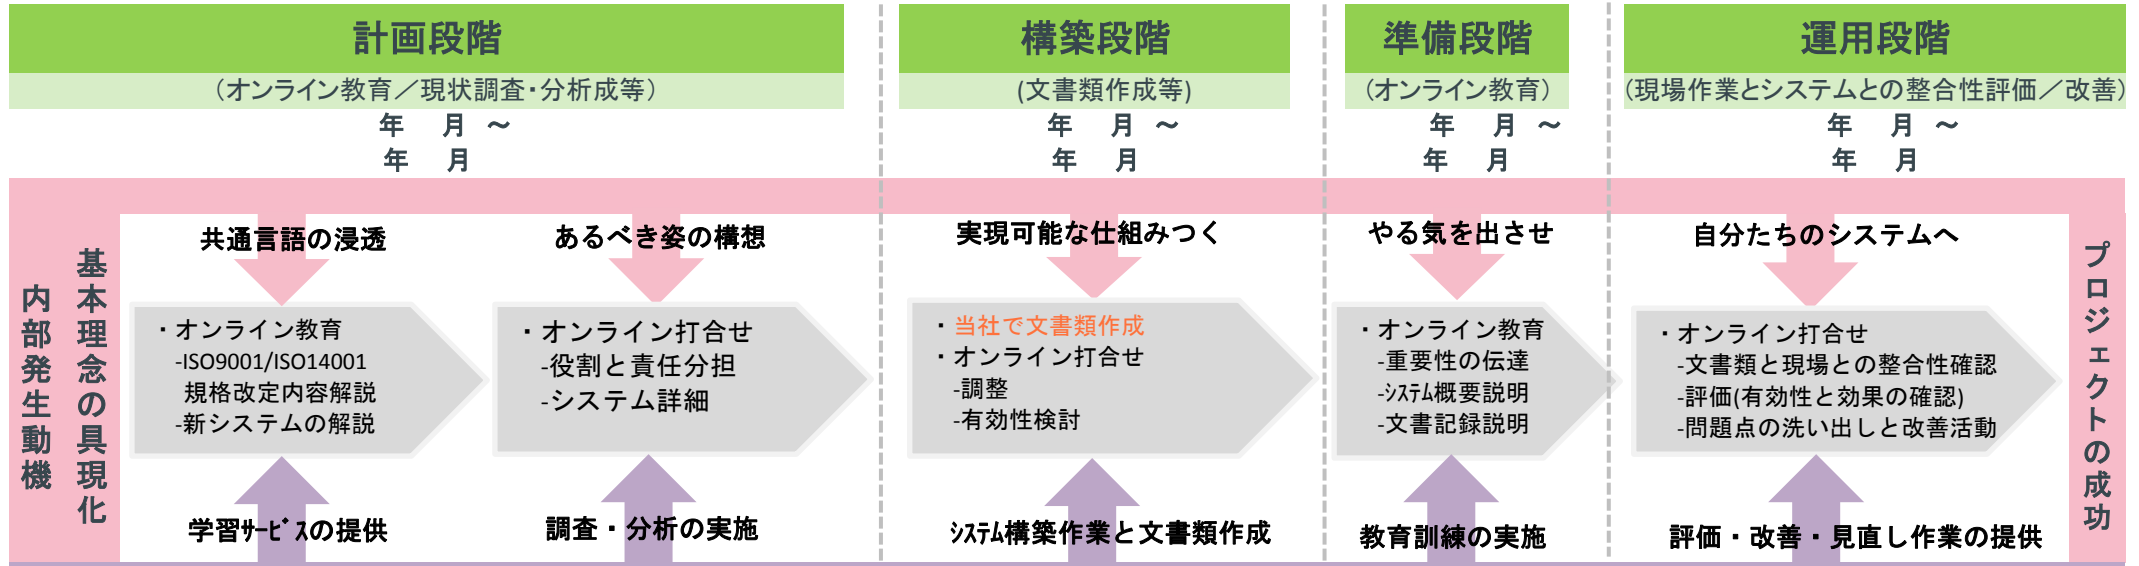 計画段階
(オンライン教育／現状調査・分析成等)
年 月 ～
年 月
構築段階
(文書類作成等)
年 月 ～
年 月
準備段階
(オンライン教育)
年 月 ～
年 月
運用段階
(現場作業とシステムとの整合性評価／改善)
年 月 ～
年 月
内部発生動機
基本理念の具現化
共通言語の浸透
・オンライン教育
-ISO9001/ISO14001
規格改定内容解説
-新システムの解説
学習ｻｰﾋﾞｽの提供
あるべき姿の構想
・オンライン打合せ
-役割と責任分担
-システム詳細
調査・分析の実施
実現可能な仕組みつく
・当社で文書類作成
・オンライン打合せ
-調整
-有効性検討
ｼｽﾃﾑ構築作業と文書類作成
やる気を出させ
・オンライン教育
-重要性の伝達
-ｼｽﾃﾑ概要説明
-文書記録説明
教育訓練の実施
自分たちのシステムへ
・オンライン打合せ
-文書類と現場との整合性確認
-評価(有効性と効果の確認)
-問題点の洗い出しと改善活動
評価・改善・見直し作業の提供
プロジェクトの成功